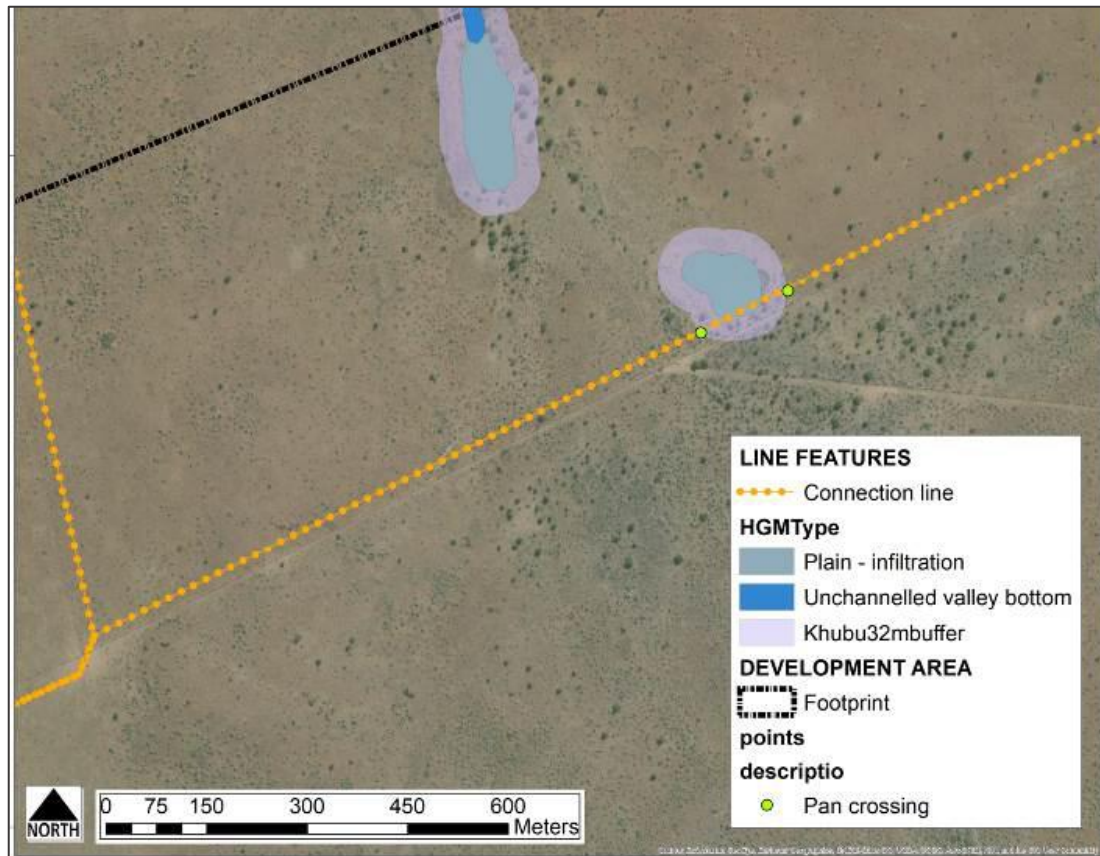 LINE FEATURES
Connection line
HGMType
Plain - infiltration
Unchannelled valley bottom
Khubu32mbuffer
DEVELOPMENT AREA
Footprint
points
descriptio
Pan crossing
NORTH
0 75 150 300 450 600
Meters